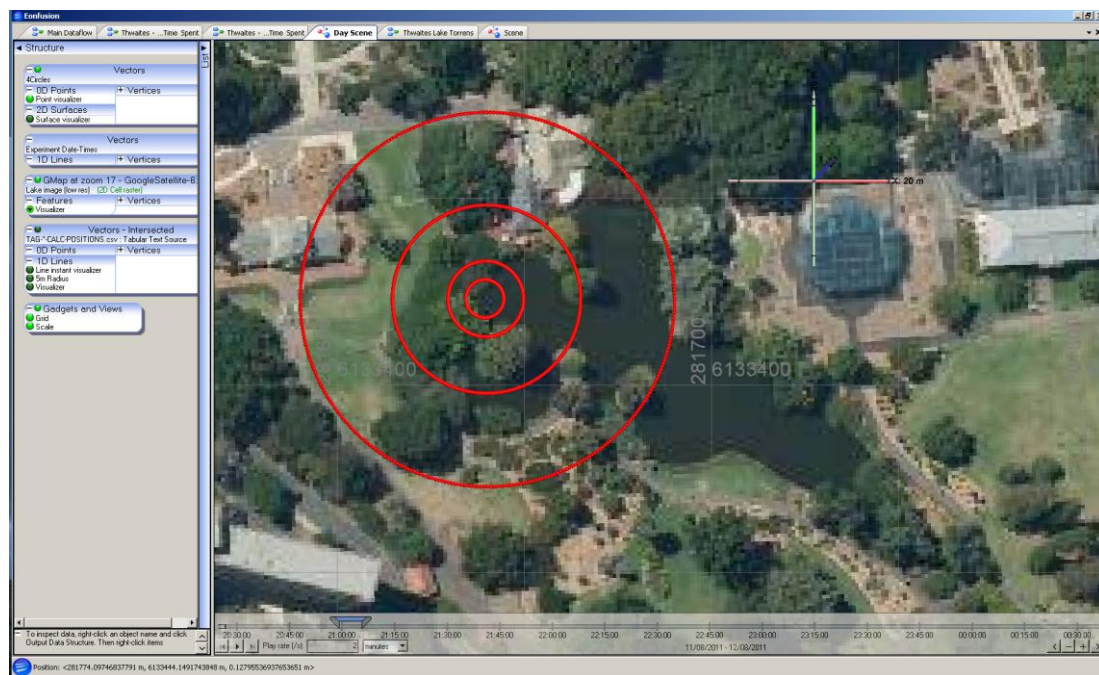 Eonfusion
Main Dataflow
Thwaites - ...Time Spent
Thwaites - ...Time Spent
Day Scene
Thwaites Lake Torrens
Scene
Structure
List
Vectors
4Circles
0D Points
Vertices
Point visualizer
2D Surfaces
Surface visualizer
Vectors
Experiment Date-Times
1D Lines
Vertices
GMap at zoom 17 - GoogleSatellite-6
Lake image (low res) (2D Cell raster)
Features
Vertices
Visualizer
Vectors - Intersected
TAG-*-CALC-POSITIONS.csv : Tabular Text Source
0D Points
Vertices
1D Lines
Line instant visualizer
5m Radius
Visualizer
Gadgets and Views
Grid
Scale
X: 20 m
6133400
281700
6133400
To inspect data, right-click an object name and click
Output Data Structure. Then right-click items
20:30:00 20:45:00 21:00:00 21:15:00 21:30:00 21:45:00 22:00:00 22:15:00 22:30:00 22:45:00 23:00:00 23:15:00 23:30:00 23:45:00 00:00:00 00:15:00 00:30:00
Play rate (/s) 2 minutes
11/08/2011 - 12/08/2011
Position: <281774.09746837791 m, 6133444.1491743848 m, 0.12795536937653651 m>